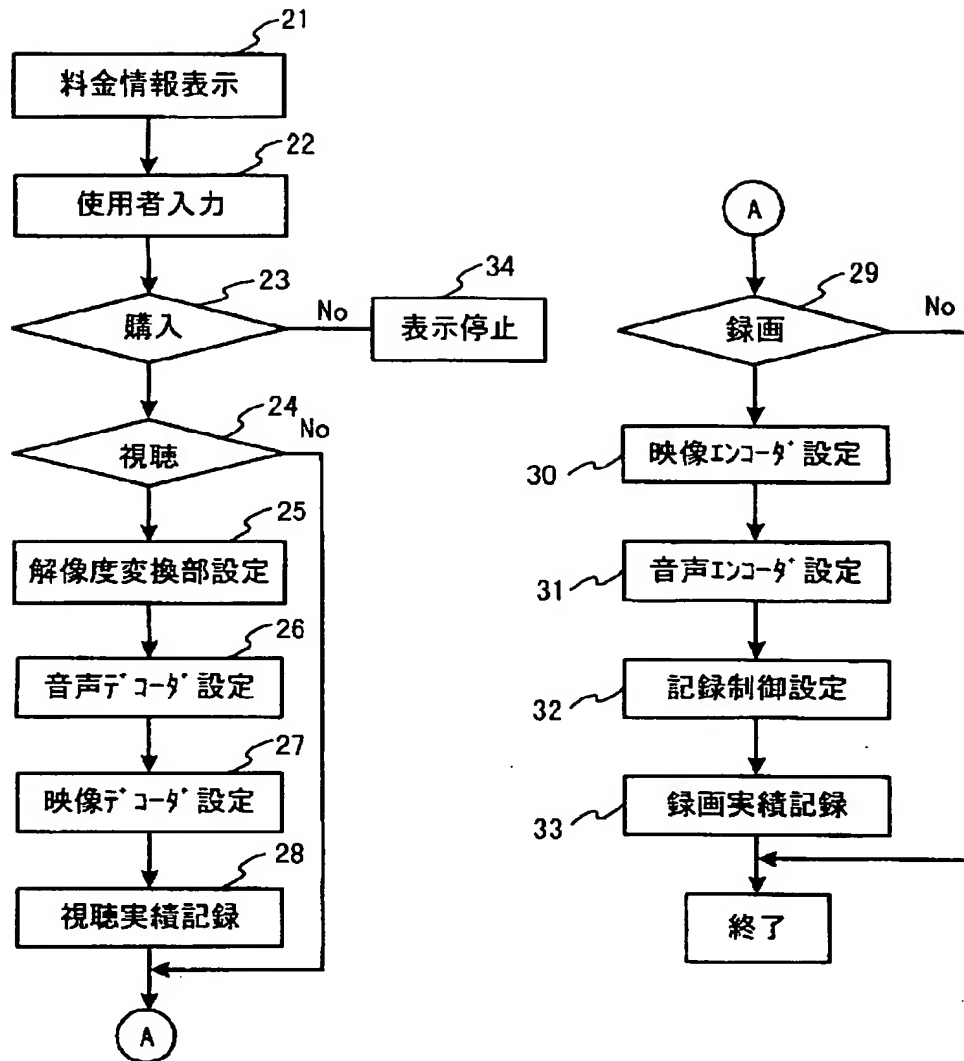 21
料金情報表示
22
使用者入力
23
購入
No
34
表示停止
24
視聴
No
25
解像度変換部設定
26
音声ﾃﾞｺｰﾀﾞ設定
27
映像ﾃﾞｺｰﾀﾞ設定
28
視聴実績記録
A
A
29
録画
No
映像ｴﾝｺｰﾀﾞ設定
30
音声ｴﾝｺｰﾀﾞ設定
31
記録制御設定
32
録画実績記録
33
終了